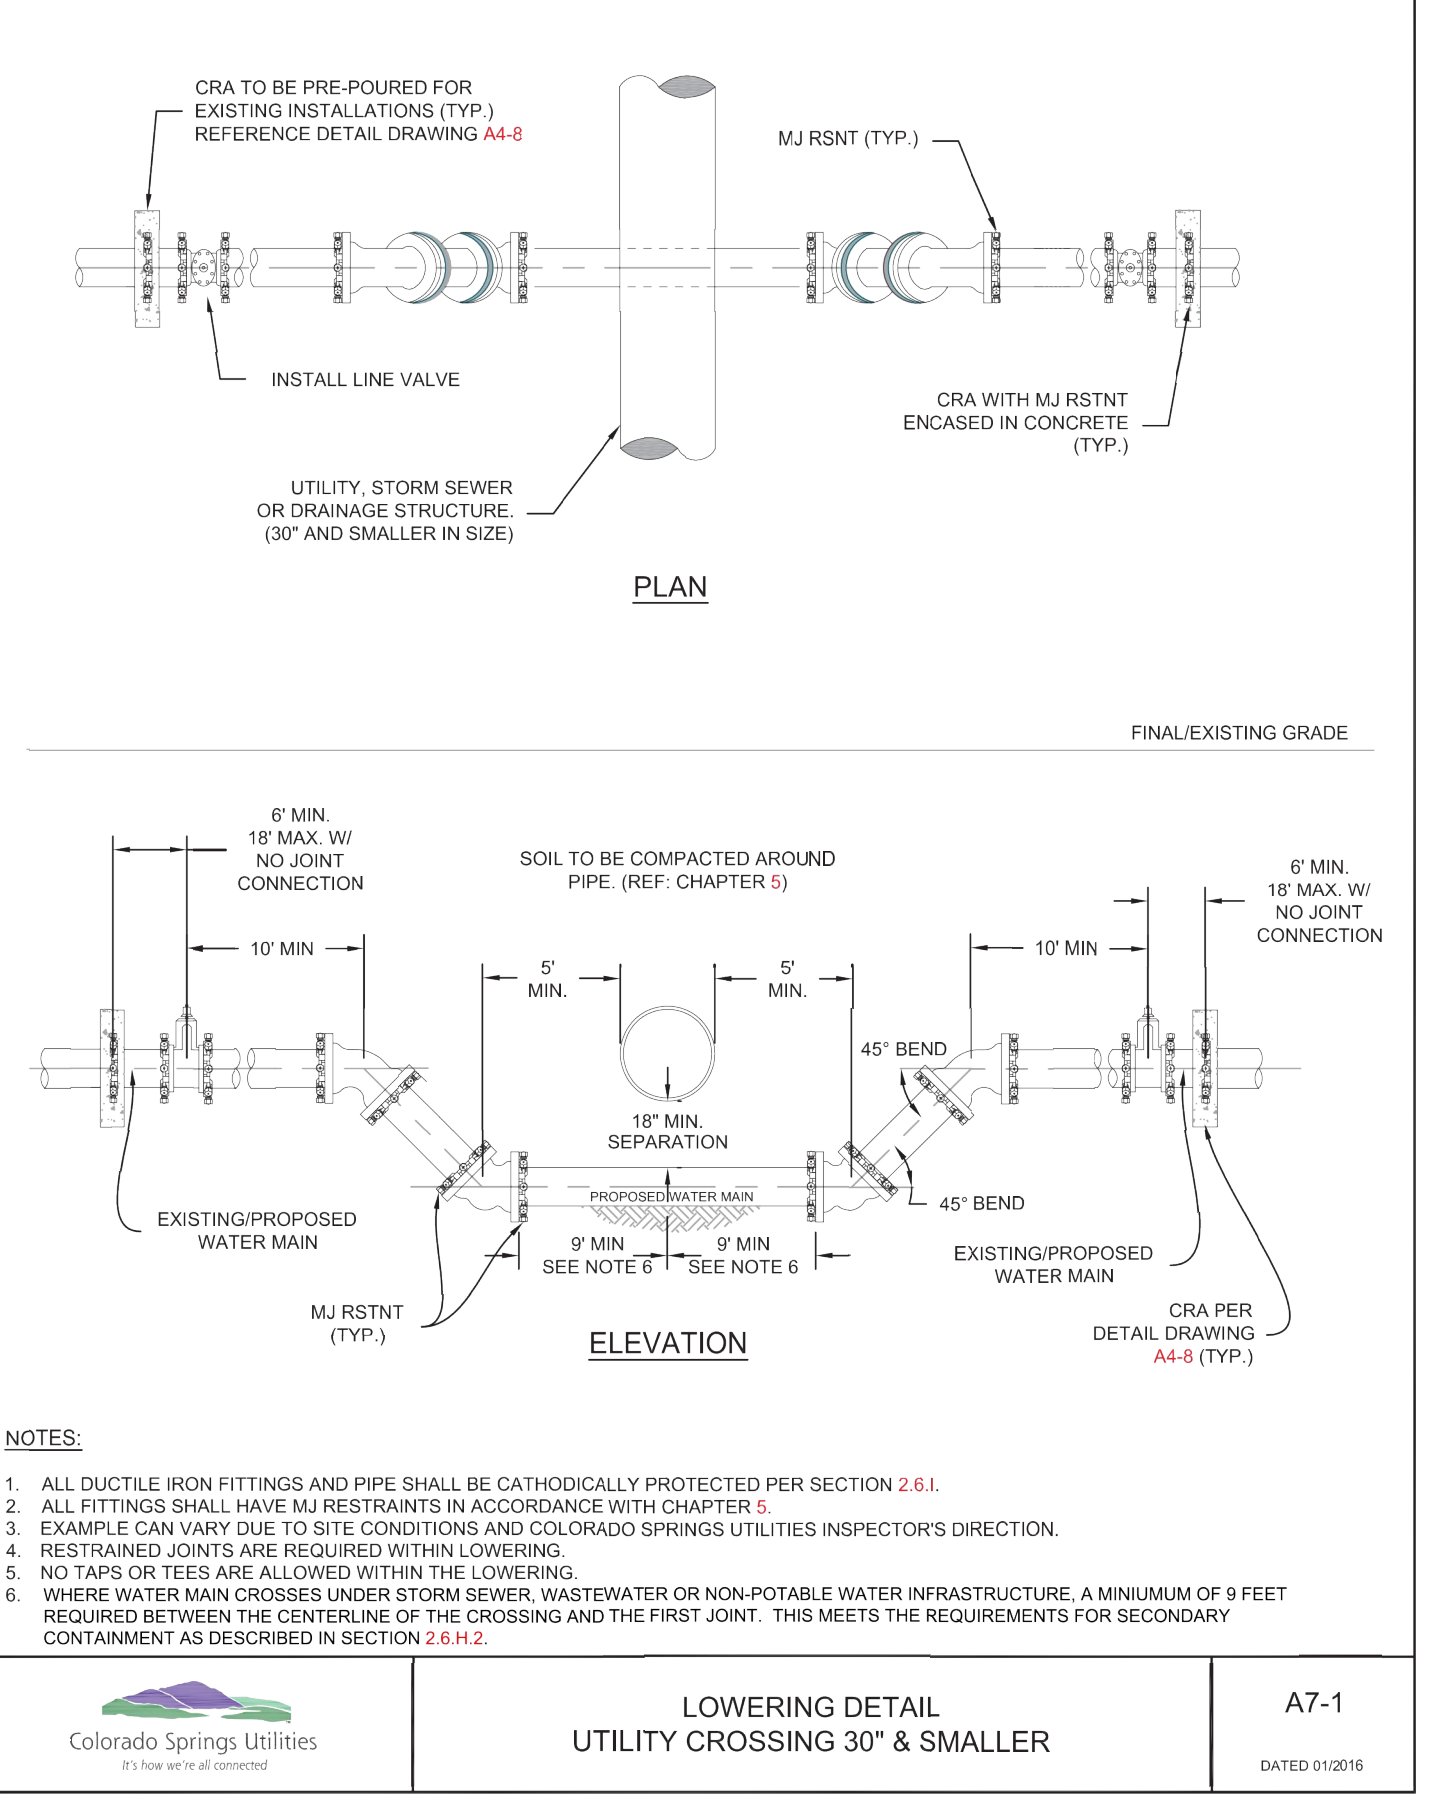 CRA TO BE PRE-POURED FOR
EXISTING INSTALLATIONS (TYP.)
REFERENCE DETAIL DRAWING A4-8
MJ RSNT (TYP.)
INSTALL LINE VALVE
CRA WITH MJ RSTNT
ENCASED IN CONCRETE
(TYP.)
UTILITY, STORM SEWER
OR DRAINAGE STRUCTURE.
(30" AND SMALLER IN SIZE)
PLAN
FINAL/EXISTING GRADE
6' MIN.
18' MAX. W/
NO JOINT
CONNECTION
SOIL TO BE COMPACTED AROUND
PIPE. (REF: CHAPTER 5)
6' MIN.
18' MAX. W/
NO JOINT
CONNECTION
10' MIN
5'
MIN.
5'
MIN.
10' MIN
45° BEND
18" MIN.
SEPARATION
PROPOSED WATER MAIN
45° BEND
EXISTING/PROPOSED
WATER MAIN
9' MIN
SEE NOTE 6
9' MIN
SEE NOTE 6
EXISTING/PROPOSED
WATER MAIN
MJ RSTNT
(TYP.)
CRA PER
DETAIL DRAWING
A4-8 (TYP.)
ELEVATION
NOTES:
1. ALL DUCTILE IRON FITTINGS AND PIPE SHALL BE CATHODICALLY PROTECTED PER SECTION 2.6.I.
2. ALL FITTINGS SHALL HAVE MJ RESTRAINTS IN ACCORDANCE WITH CHAPTER 5.
3. EXAMPLE CAN VARY DUE TO SITE CONDITIONS AND COLORADO SPRINGS UTILITIES INSPECTOR'S DIRECTION.
4. RESTRAINED JOINTS ARE REQUIRED WITHIN LOWERING.
5. NO TAPS OR TEES ARE ALLOWED WITHIN THE LOWERING.
6. WHERE WATER MAIN CROSSES UNDER STORM SEWER, WASTEWATER OR NON-POTABLE WATER INFRASTRUCTURE, A MINIUMUM OF 9 FEET
REQUIRED BETWEEN THE CENTERLINE OF THE CROSSING AND THE FIRST JOINT. THIS MEETS THE REQUIREMENTS FOR SECONDARY
CONTAINMENT AS DESCRIBED IN SECTION 2.6.H.2.
Colorado Springs Utilities
It's how we're all connected
LOWERING DETAIL
UTILITY CROSSING 30" & SMALLER
A7-1
DATED 01/2016